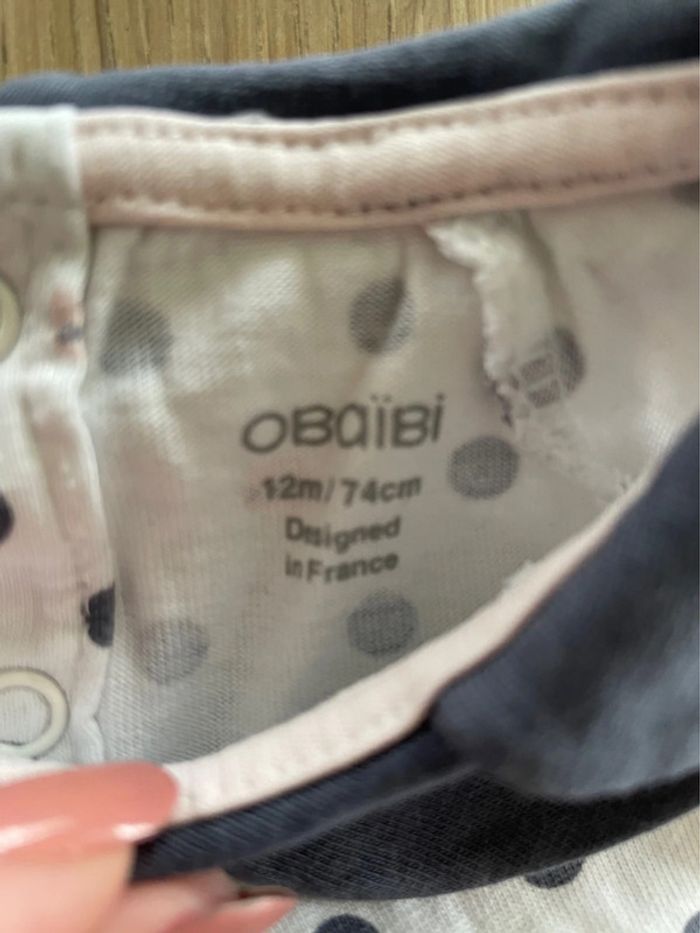 OBaïBi
12m/74cm
Designed
in France